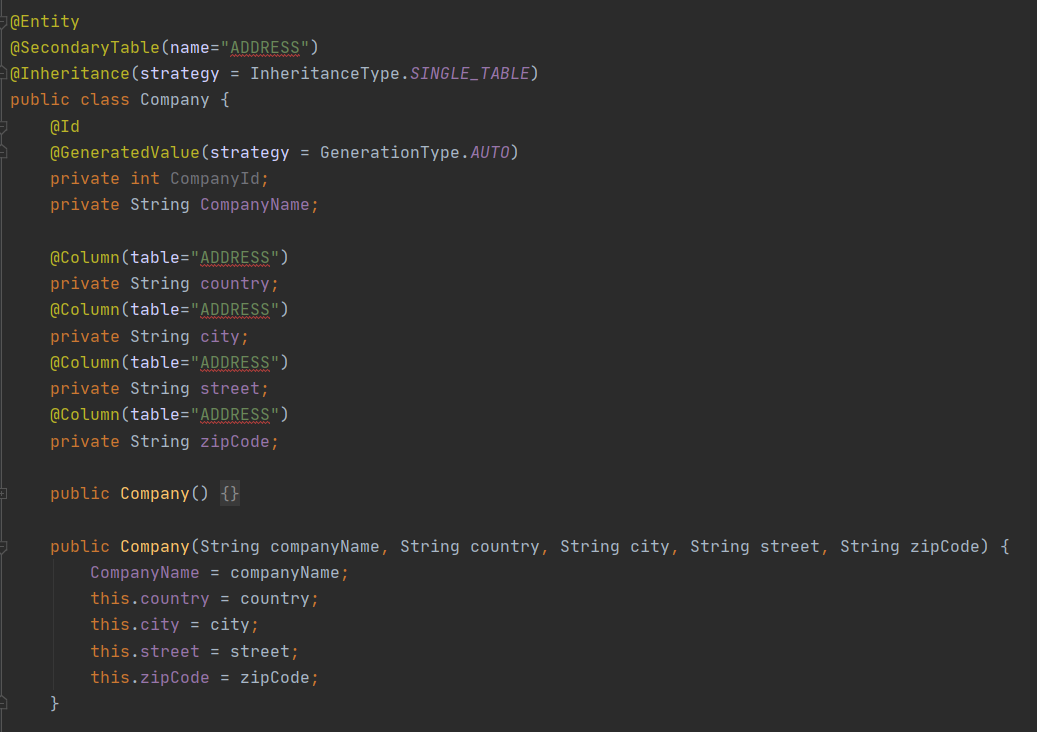 @Entity
@SecondaryTable(name="ADDRESS")
@Inheritance(strategy = InheritanceType.SINGLE_TABLE)
public class Company {
@Id
@GeneratedValue(strategy = GenerationType.AUTO)
private int CompanyId;
private String CompanyName;
@Column(table="ADDRESS")
private String country;
@Column(table="ADDRESS")
private String city;
@Column(table="ADDRESS")
private String street;
@Column(table="ADDRESS")
private String zipCode;
public Company() {}
public Company(String companyName, String country, String city, String street, String zipCode) {
CompanyName = companyName;
this.country = country;
this.city = city;
this.street = street;
this.zipCode = zipCode;
}